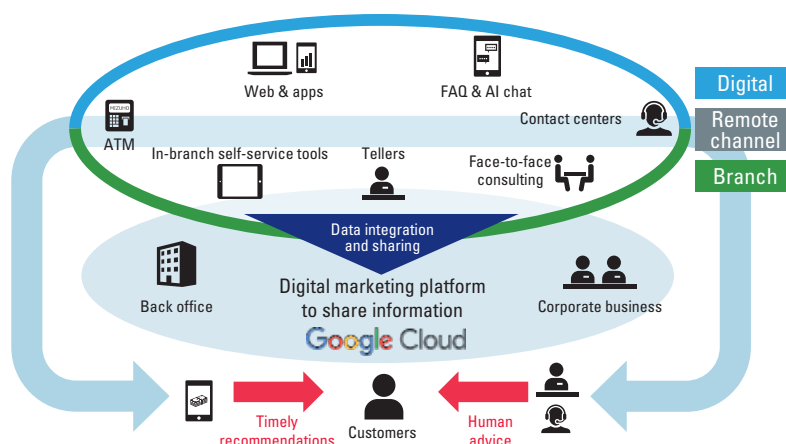 Web & apps
FAQ & AI chat
Digital
MIZUHO
ATM
Contact centers
Remote
channel
In-branch self-service tools
Tellers
Face-to-face
consulting
Branch
Data integration
and sharing
Back office
Digital marketing platform
to share information
Google Cloud
Corporate business
Timely
recommendations
Customers
Human
advice